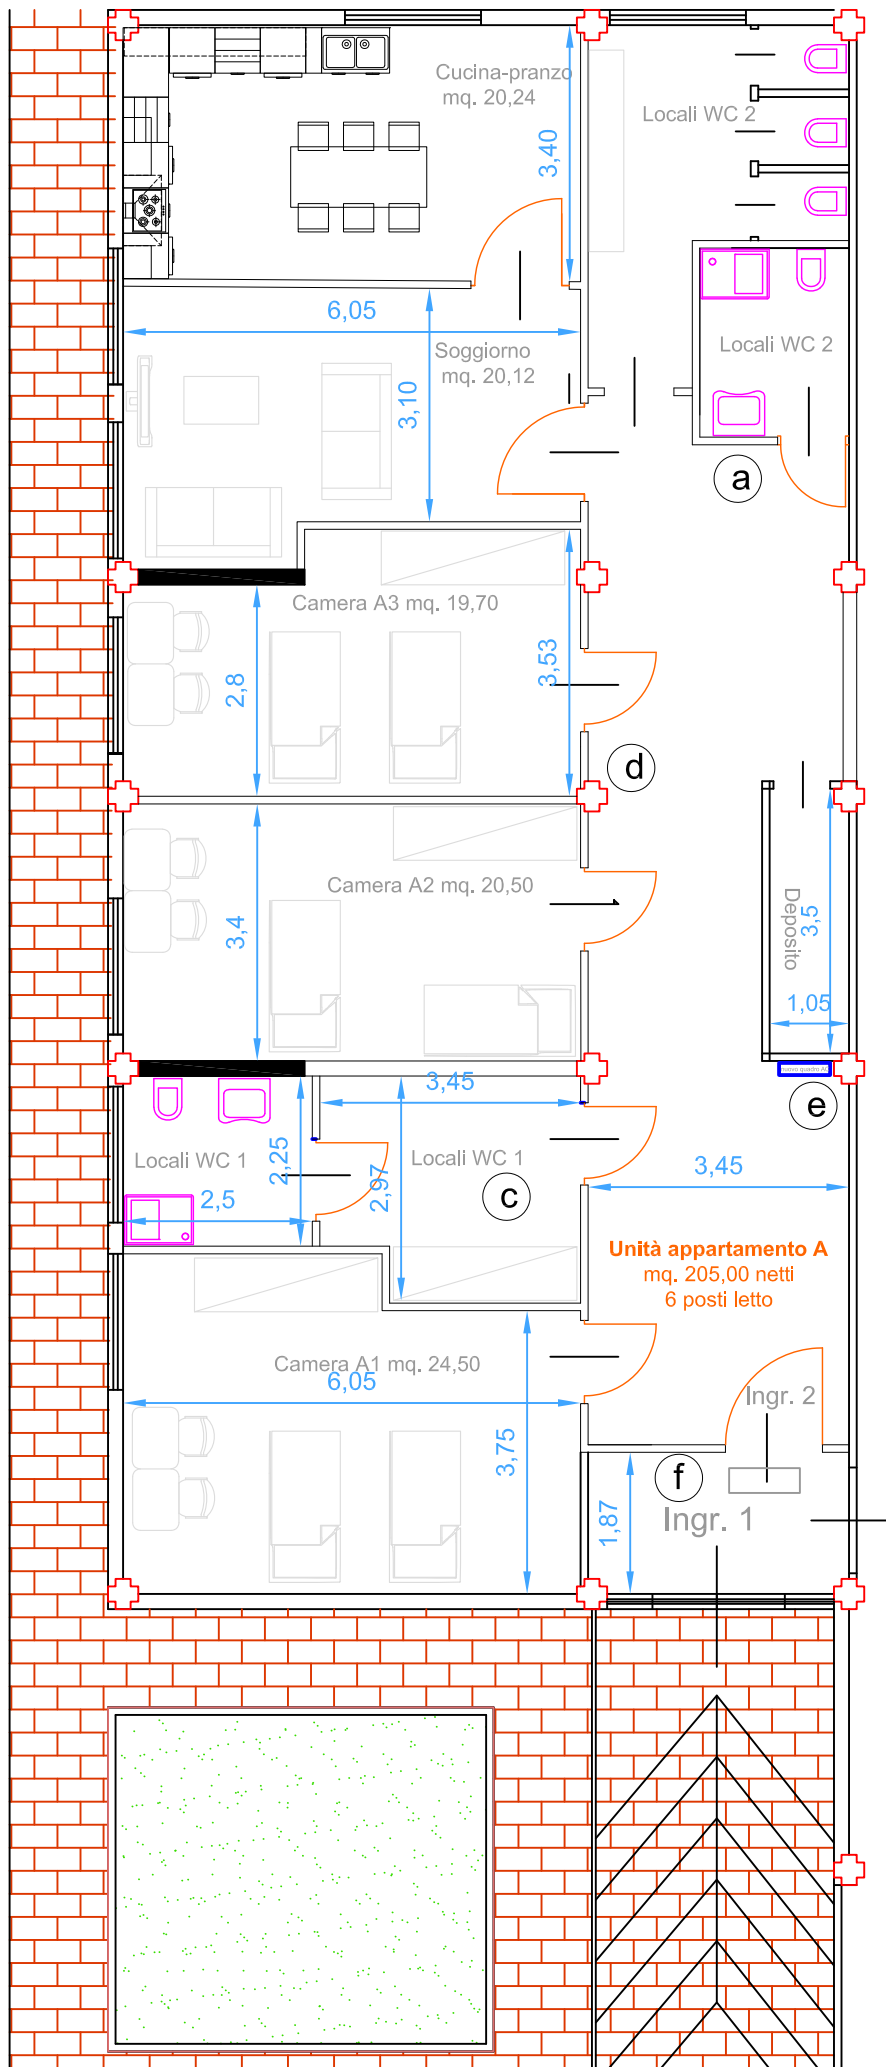 Cucina-pranzo
mq. 20,24
3,40
Locali WC 2
6,05
Soggiorno
mq. 20,12
3,10
Locali WC 2
a
Camera A3 mq. 19,70
2,8
3,53
d
Camera A2 mq. 20,50
3,4
Deposito
3,5
1,05
nuovo quadro AL
e
3,45
Locali WC 1
2,25
2,5
Locali WC 1
2,97
c
3,45
Unità appartamento A
mq. 205,00 netti
6 posti letto
Camera A1 mq. 24,50
6,05
3,75
Ingr. 2
f
Ingr. 1
1,87